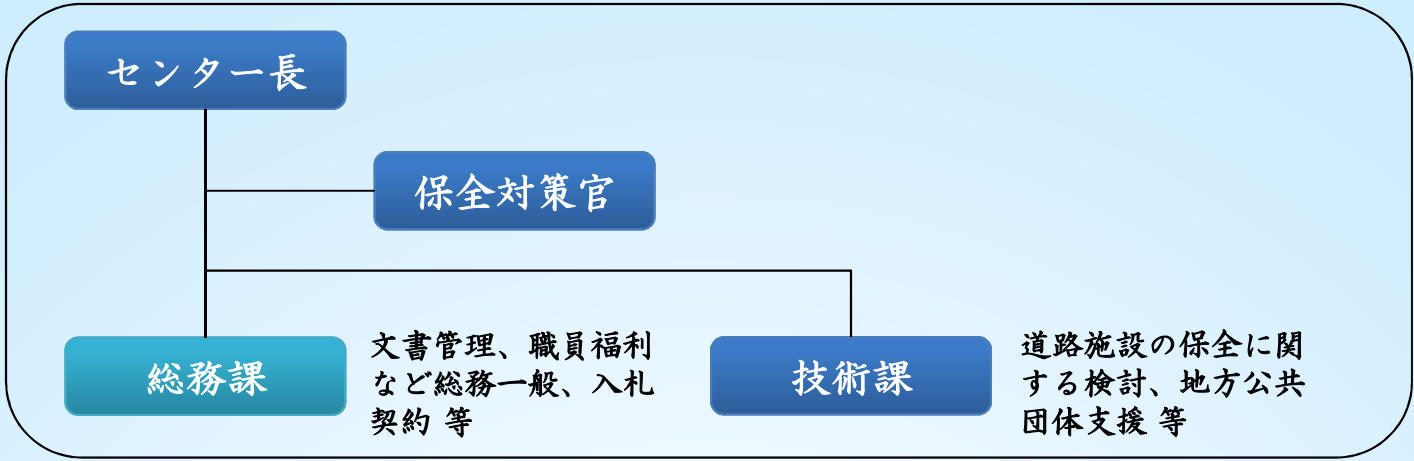 センター長
保全対策官
総務課
文書管理、職員福利
など総務一般、入札
契約 等
技術課
道路施設の保全に関
する検討、地方公共
団体支援 等